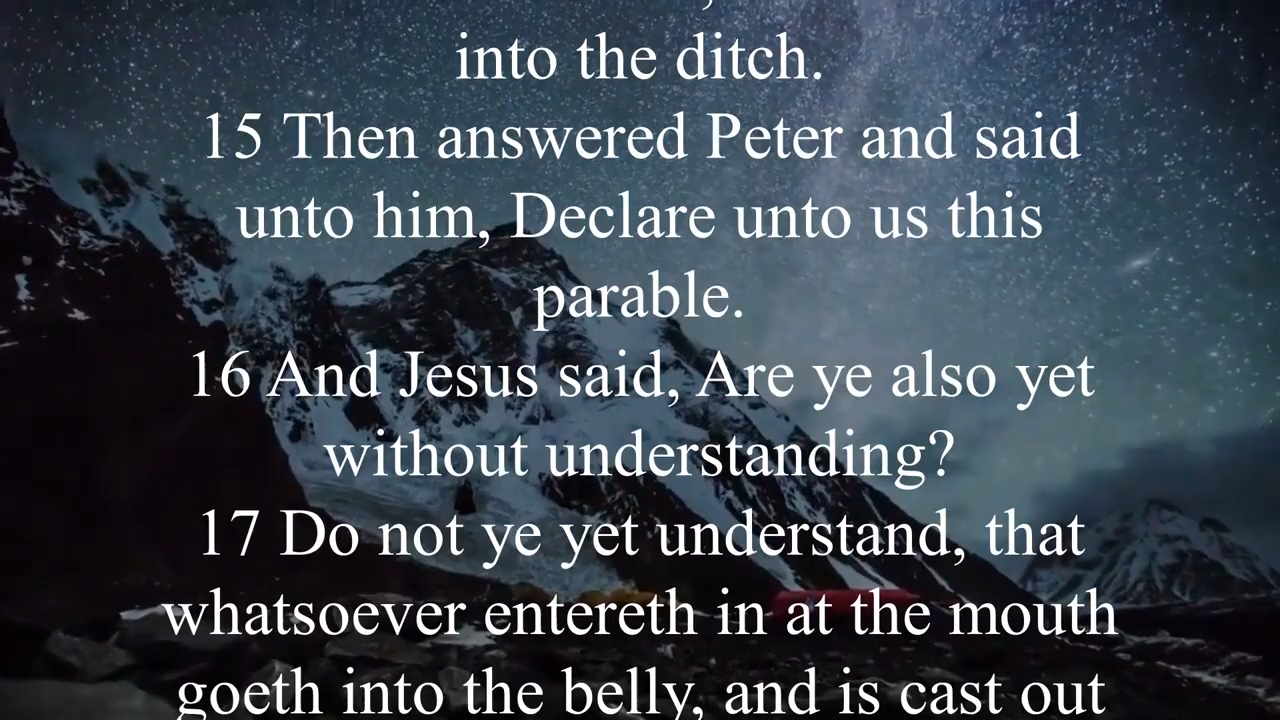 into the ditch.
15 Then answered Peter and said
unto him, Declare unto us this
parable.
16 And Jesus said, Are ye also yet
without understanding?
17 Do not ye yet understand, that
whatsoever entereth in at the mouth
goeth into the belly, and is cast out